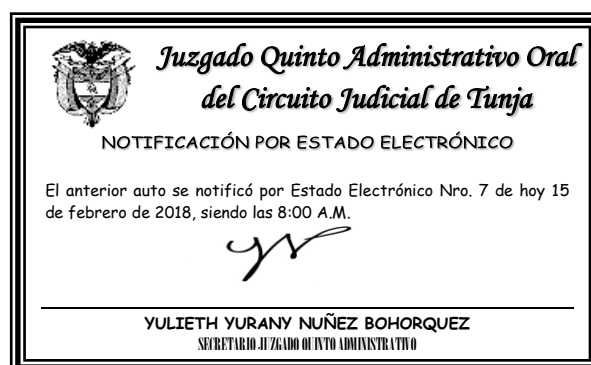 Juzgado Quinto Administrativo Oral
del Circuito Judicial de Tunja
NOTIFICACIÓN POR ESTADO ELECTRÓNICO
El anterior auto se notificó por Estado Electrónico Nro. 7 de hoy 15
de febrero de 2018, siendo las 8:00 A.M.
YULIETH YURANY NUÑEZ BOHORQUEZ
SECRETARIO JUZGADO QUINTO ADMINISTRATIVO